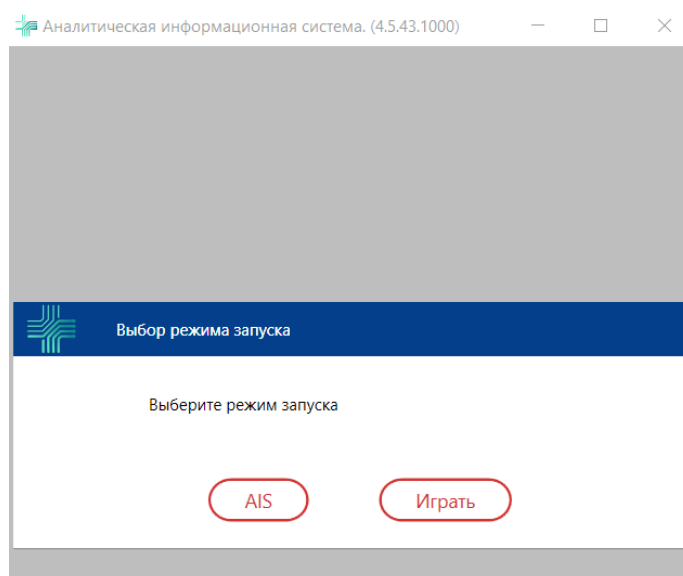 Аналитическая информационная система. (4.5.43.1000)
Выбор режима запуска
Выберите режим запуска
AIS
Играть